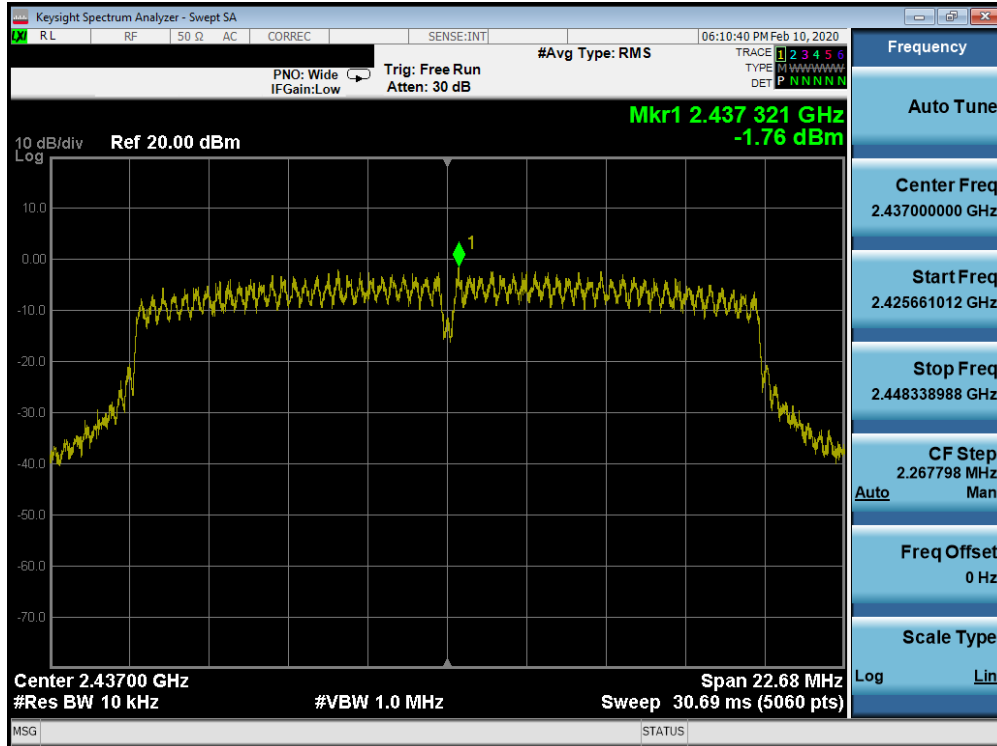 Keysight Spectrum Analyzer - Swept SA
LXI RL RF 50 Ω AC CORREC SENSE:INT 06:10:40 PM Feb 10, 2020
#Avg Type: RMS TRACE 1 2 3 4 5 6
PNO: Wide Trig: Free Run TYPE M WWWWW
IFGain:Low Atten: 30 dB DET P N N N N N
Mkr1 2.437 321 GHz
-1.76 dBm
10 dB/div Ref 20.00 dBm
Log
10.0
0.00
-10.0
-20.0
-30.0
-40.0
-50.0
-60.0
-70.0
1
Center 2.43700 GHz Span 22.68 MHz
#Res BW 10 kHz #VBW 1.0 MHz Sweep 30.69 ms (5060 pts)
MSG STATUS
Frequency
Auto Tune
Center Freq
2.437000000 GHz
Start Freq
2.425661012 GHz
Stop Freq
2.448338988 GHz
CF Step
2.267798 MHz
Auto Man
Freq Offset
0 Hz
Scale Type
Log Lin